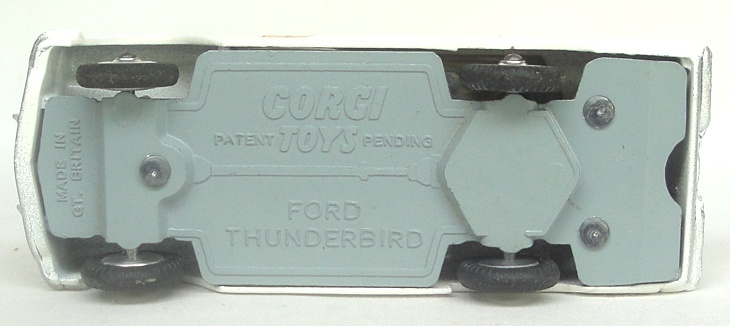 CORGI
PATENT TOYS PENDING
FORD
THUNDERBIRD
MADE IN
GT. BRITAIN